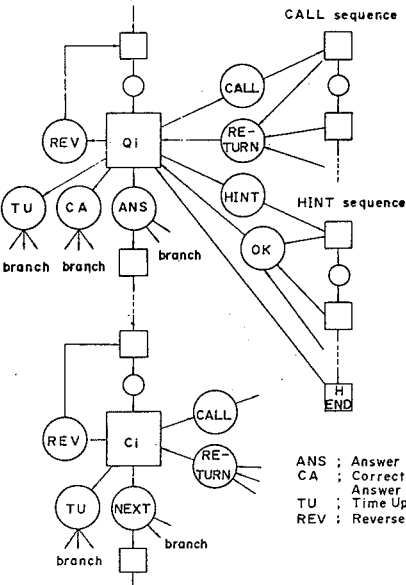 CALL sequence
CALL
REV
Qi
RE-
TURN
TU
CA
ANS
HINT
HINT sequence
OK
branch
branch
branch
H
END
CALL
REV
Ci
RE-
TURN
TU
NEXT
branch
branch
ANS ; Answer
CA ; Correct
Answer
TU ; Time Up
REV ; Reverse